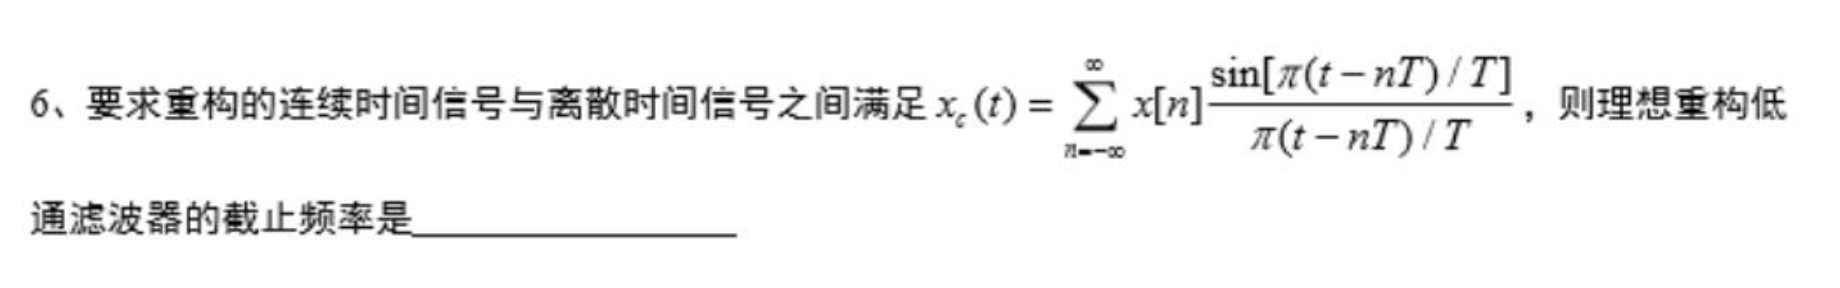 6、要求重构的连续时间信号与离散时间信号之间满足 $x_c(t) = \sum_{n=-\infty}^{\infty} x[n] \frac{\sin[\pi(t-nT)/T]}{\pi(t-nT)/T}$，则理想重构低
通滤波器的截止频率是________________